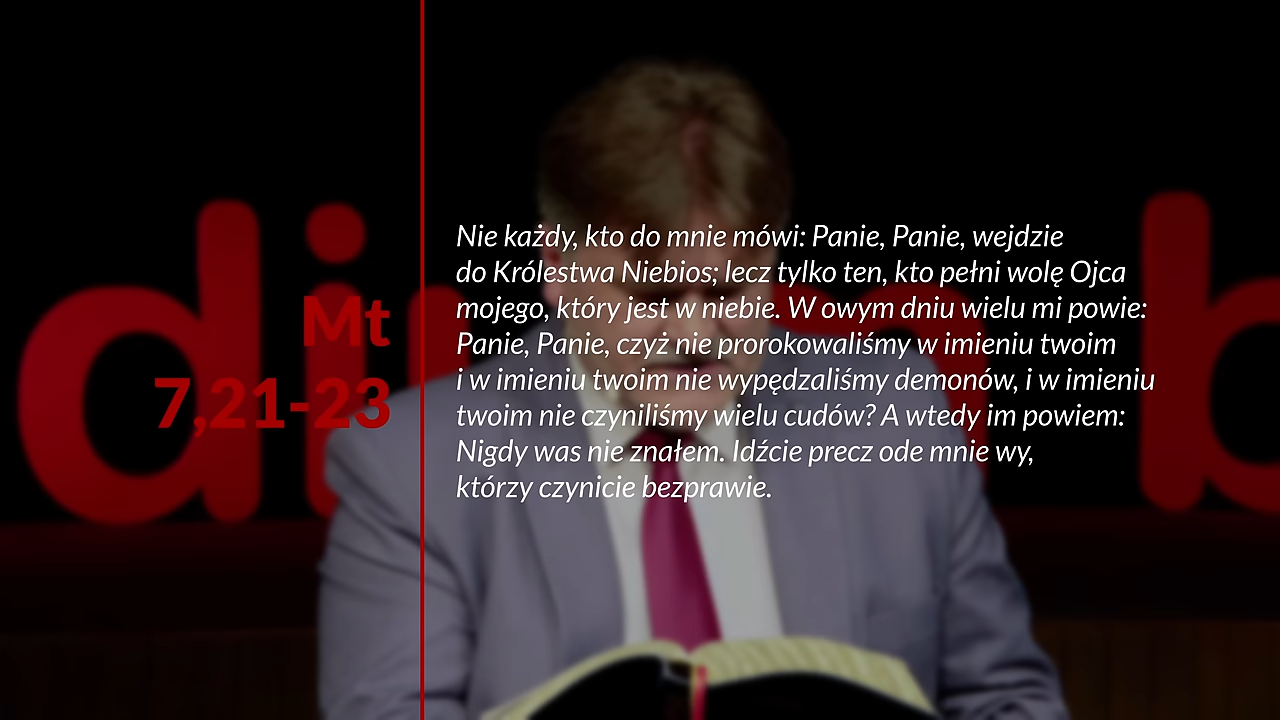 Mt
7,21-23
Nie każdy, kto do mnie mówi: Panie, Panie, wejdzie
do Królestwa Niebios; lecz tylko ten, kto pełni wolę Ojca
mojego, który jest w niebie. W owym dniu wielu mi powie:
Panie, Panie, czyż nie prorokowaliśmy w imieniu twoim
i w imieniu twoim nie wypędzaliśmy demonów, i w imieniu
twoim nie czyniliśmy wielu cudów? A wtedy im powiem:
Nigdy was nie znałem. Idźcie precz ode mnie wy,
którzy czynicie bezprawie.